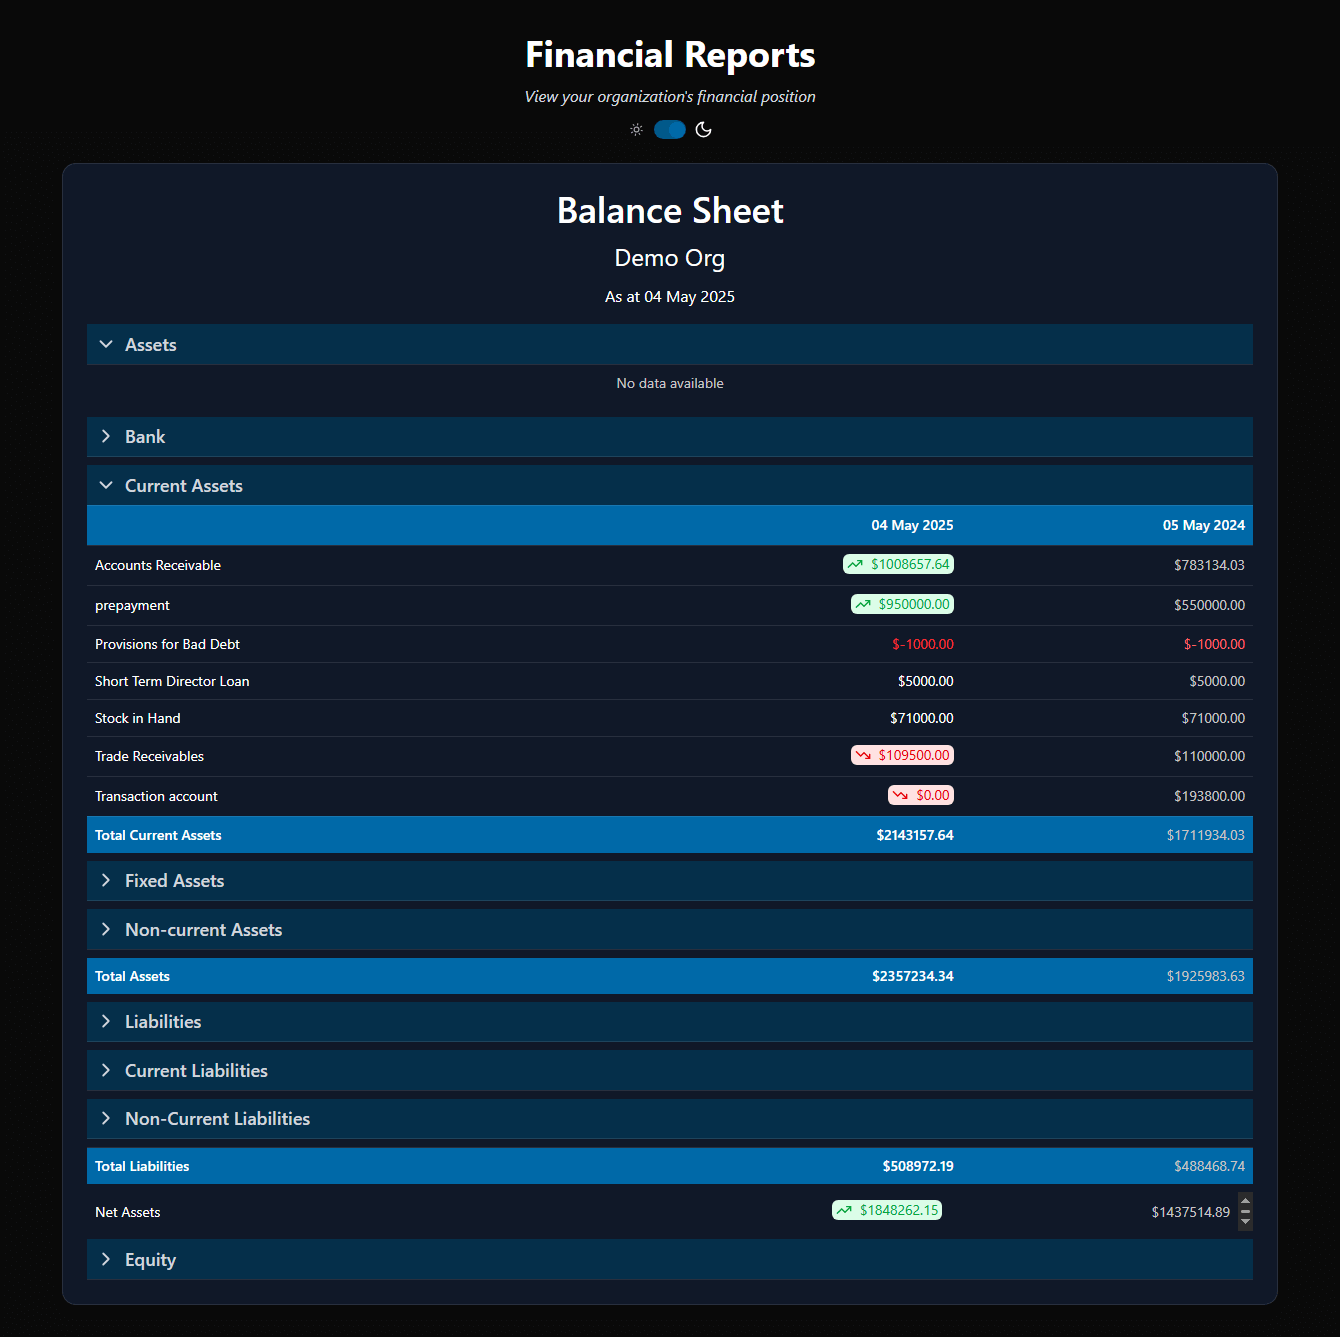 Financial Reports
View your organization's financial position
Balance Sheet
Demo Org
As at 04 May 2025
Assets
No data available
Bank
Current Assets
04 May 2025 05 May 2024
Accounts Receivable $1008657.64 $783134.03
prepayment $950000.00 $550000.00
Provisions for Bad Debt $-1000.00 $-1000.00
Short Term Director Loan $5000.00 $5000.00
Stock in Hand $71000.00 $71000.00
Trade Receivables $109500.00 $110000.00
Transaction account $0.00 $193800.00
Total Current Assets $2143157.64 $1711934.03
Fixed Assets
Non-current Assets
Total Assets $2357234.34 $1925983.63
Liabilities
Current Liabilities
Non-Current Liabilities
Total Liabilities $508972.19 $488468.74
Net Assets $1848262.15 $1437514.89
Equity